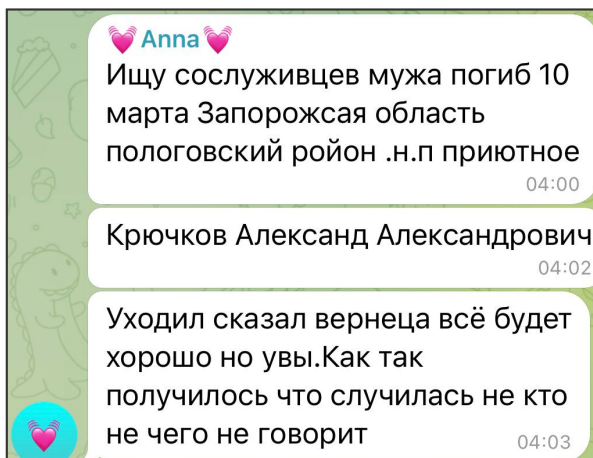 💓Anna💓
Ищу сослуживцев мужа погиб 10
марта Запорожсая область
пологовский ройон .н.п приютное
04:00
Крючков Александ Александрович
04:02
Уходил сказал вернеца всё будет
хорошо но увы.Как так
получилось что случилась не кто
не чего не говорит
04:03